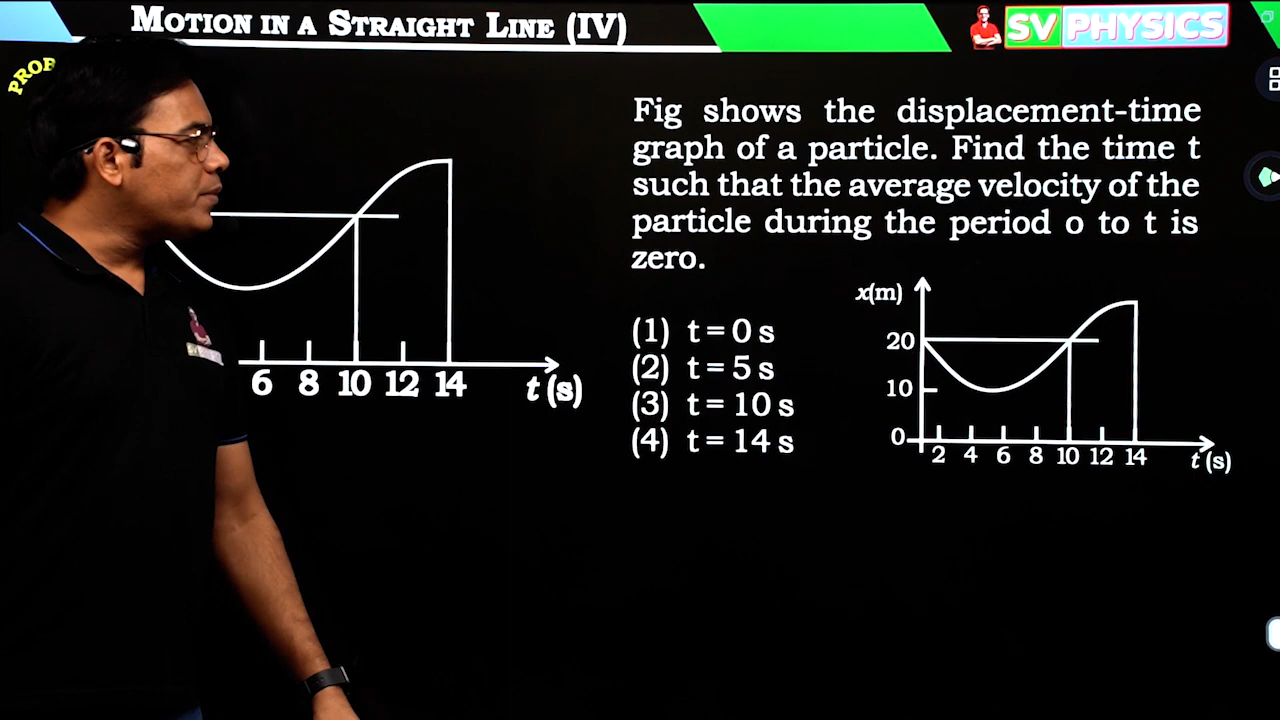 MOTION IN A STRAIGHT LINE (IV)
SV PHYSICS
PROB
Fig shows the displacement-time
graph of a particle. Find the time t
such that the average velocity of the
particle during the period o to t is
zero.
(1) t = 0 s
(2) t = 5 s
(3) t = 10 s
(4) t = 14 s
6 8 10 12 14 t (s)
x(m)
20
10
0
2 4 6 8 10 12 14 t (s)